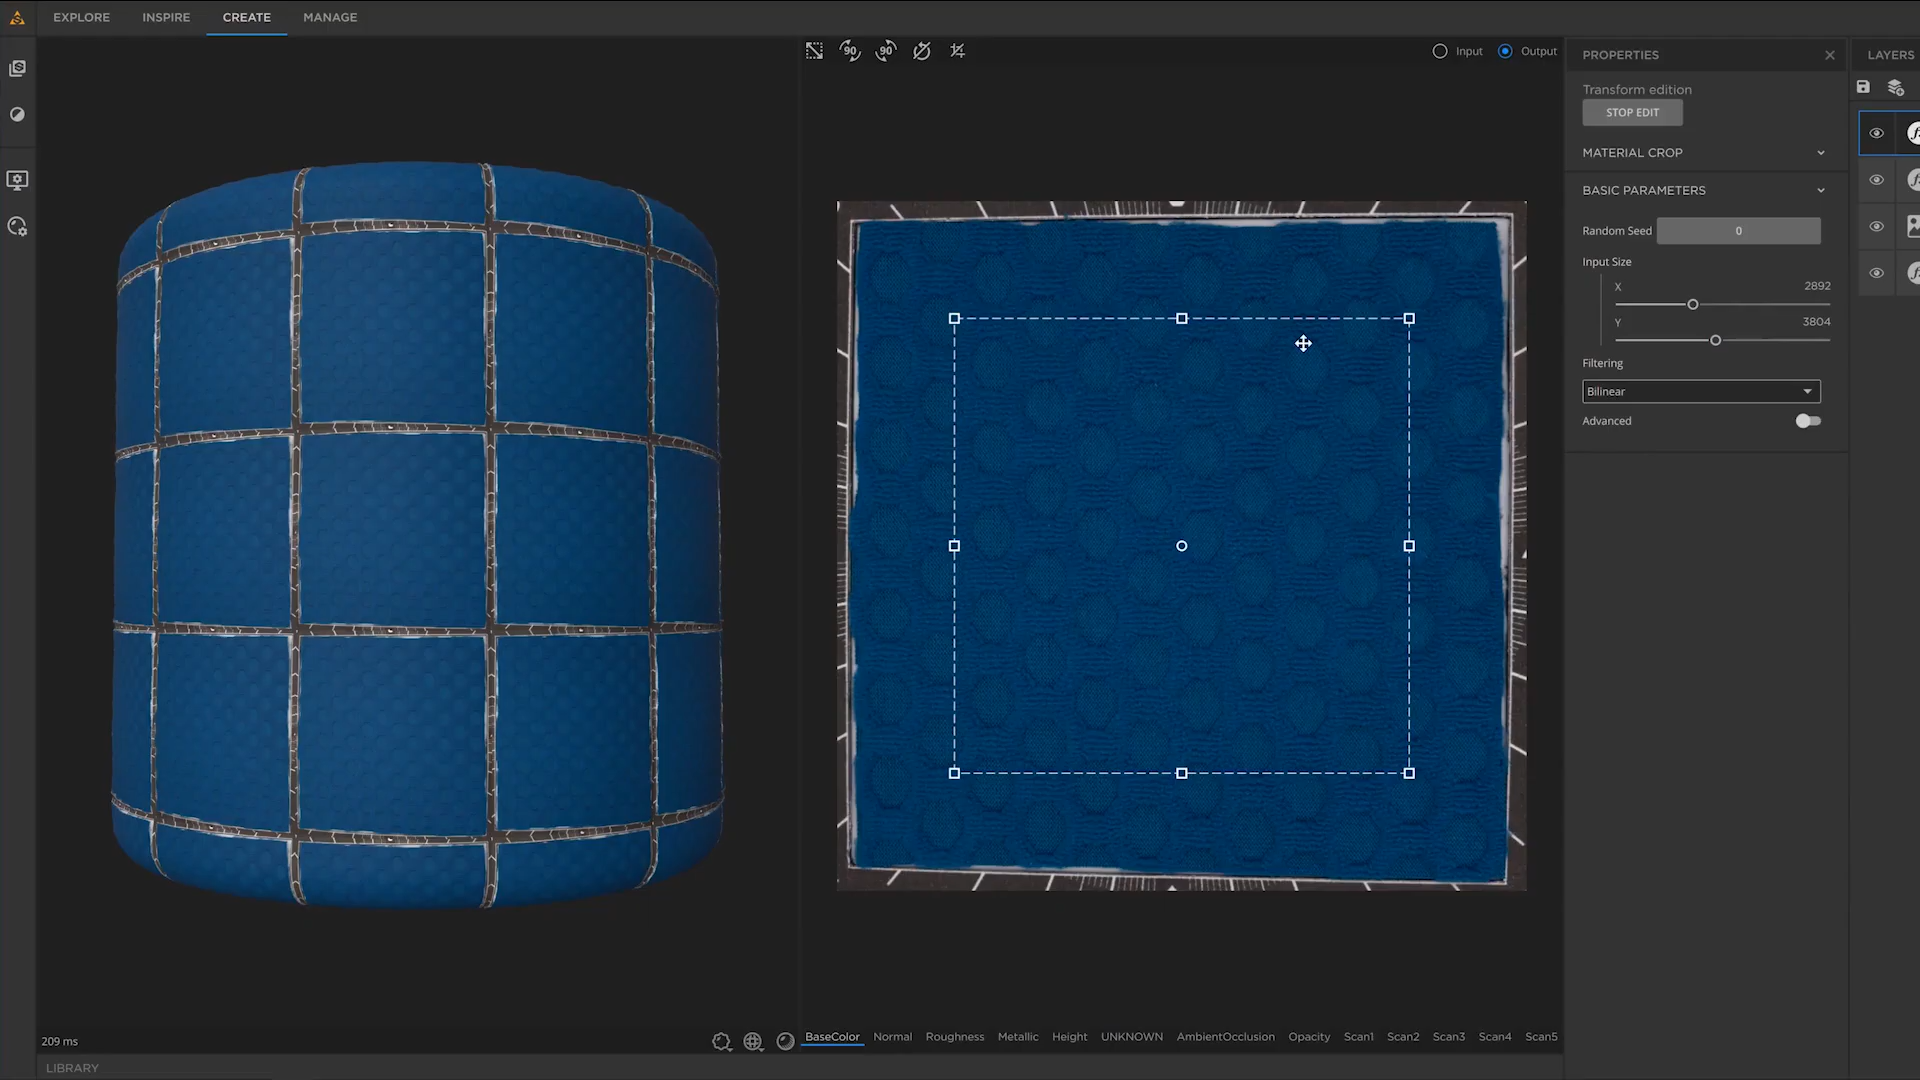 EXPLORE INSPIRE CREATE MANAGE
90 90 Input Output
PROPERTIES
LAYERS
Transform edition
STOP EDIT
MATERIAL CROP
BASIC PARAMETERS
Random Seed 0
Input Size
X 2892
Y 3804
Filtering
Bilinear
Advanced
209 ms
BaseColor Normal Roughness Metallic Height UNKNOWN AmbientOcclusion Opacity Scan1 Scan2 Scan3 Scan4 Scan5
LIBRARY